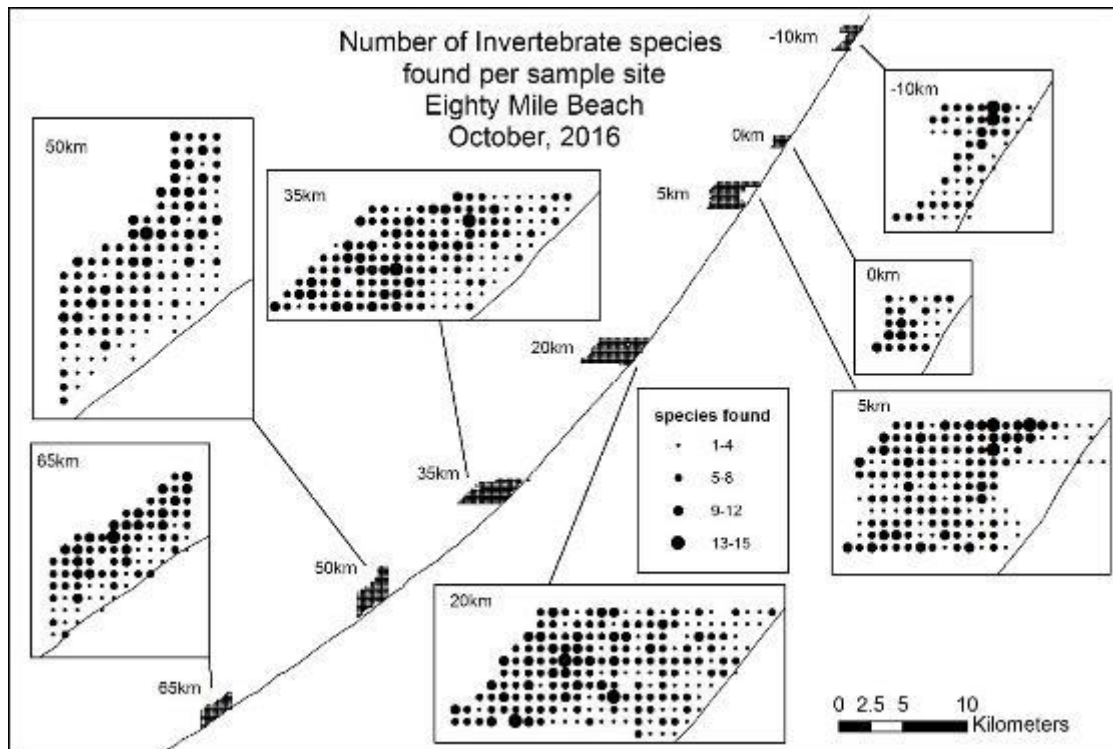 Number of Invertebrate species
found per sample site
Eighty Mile Beach
October, 2016
-10km
-10km
0km
0km
5km
5km
50km
35km
20km
species found
1-4
5-8
9-12
13-15
65km
35km
50km
20km
65km
0 2.5 5 10
Kilometers